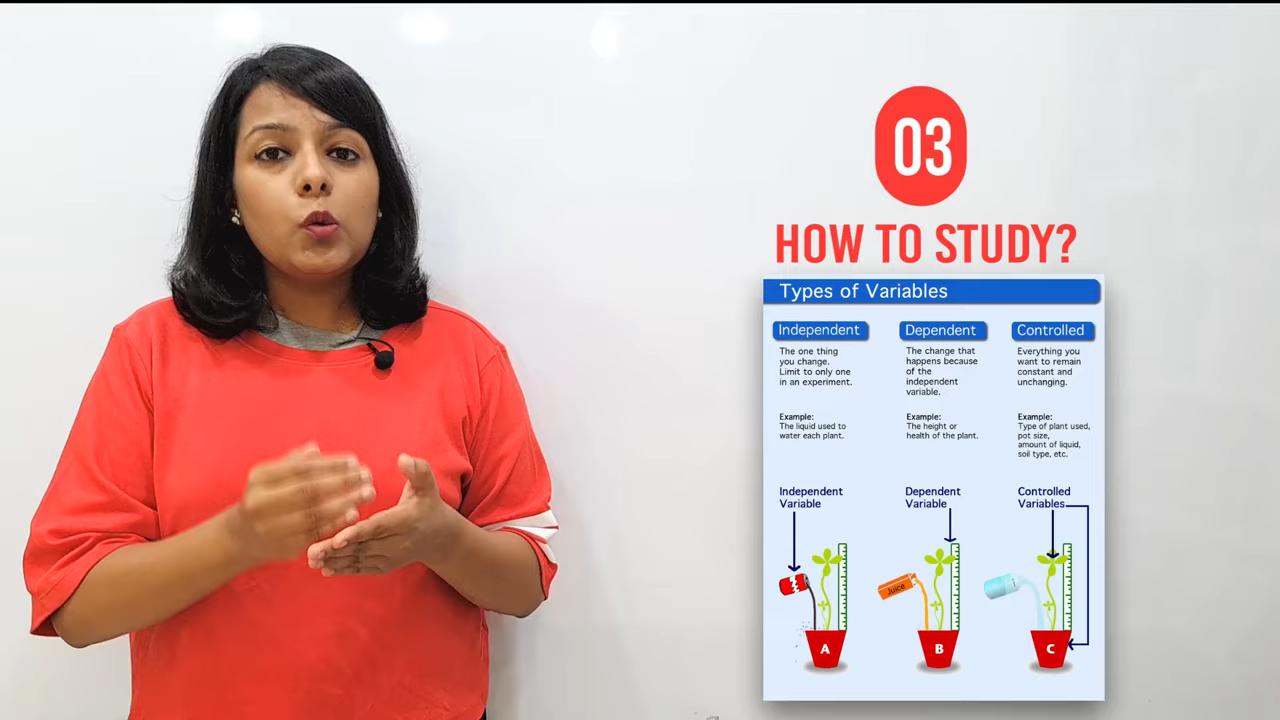 03
HOW TO STUDY?
Types of Variables
Independent
The one thing
you change.
Limit to only one
in an experiment.
Example:
The liquid used to
water each plant.
Dependent
The change that
happens because
of the
independent
variable.
Example:
The height or
health of the plant.
Controlled
Everything you
want to remain
constant and
unchanging.
Example:
Type of plant used,
pot size,
amount of liquid,
soil type, etc.
Independent
Variable
Dependent
Variable
Controlled
Variables
Juice
A
B
C